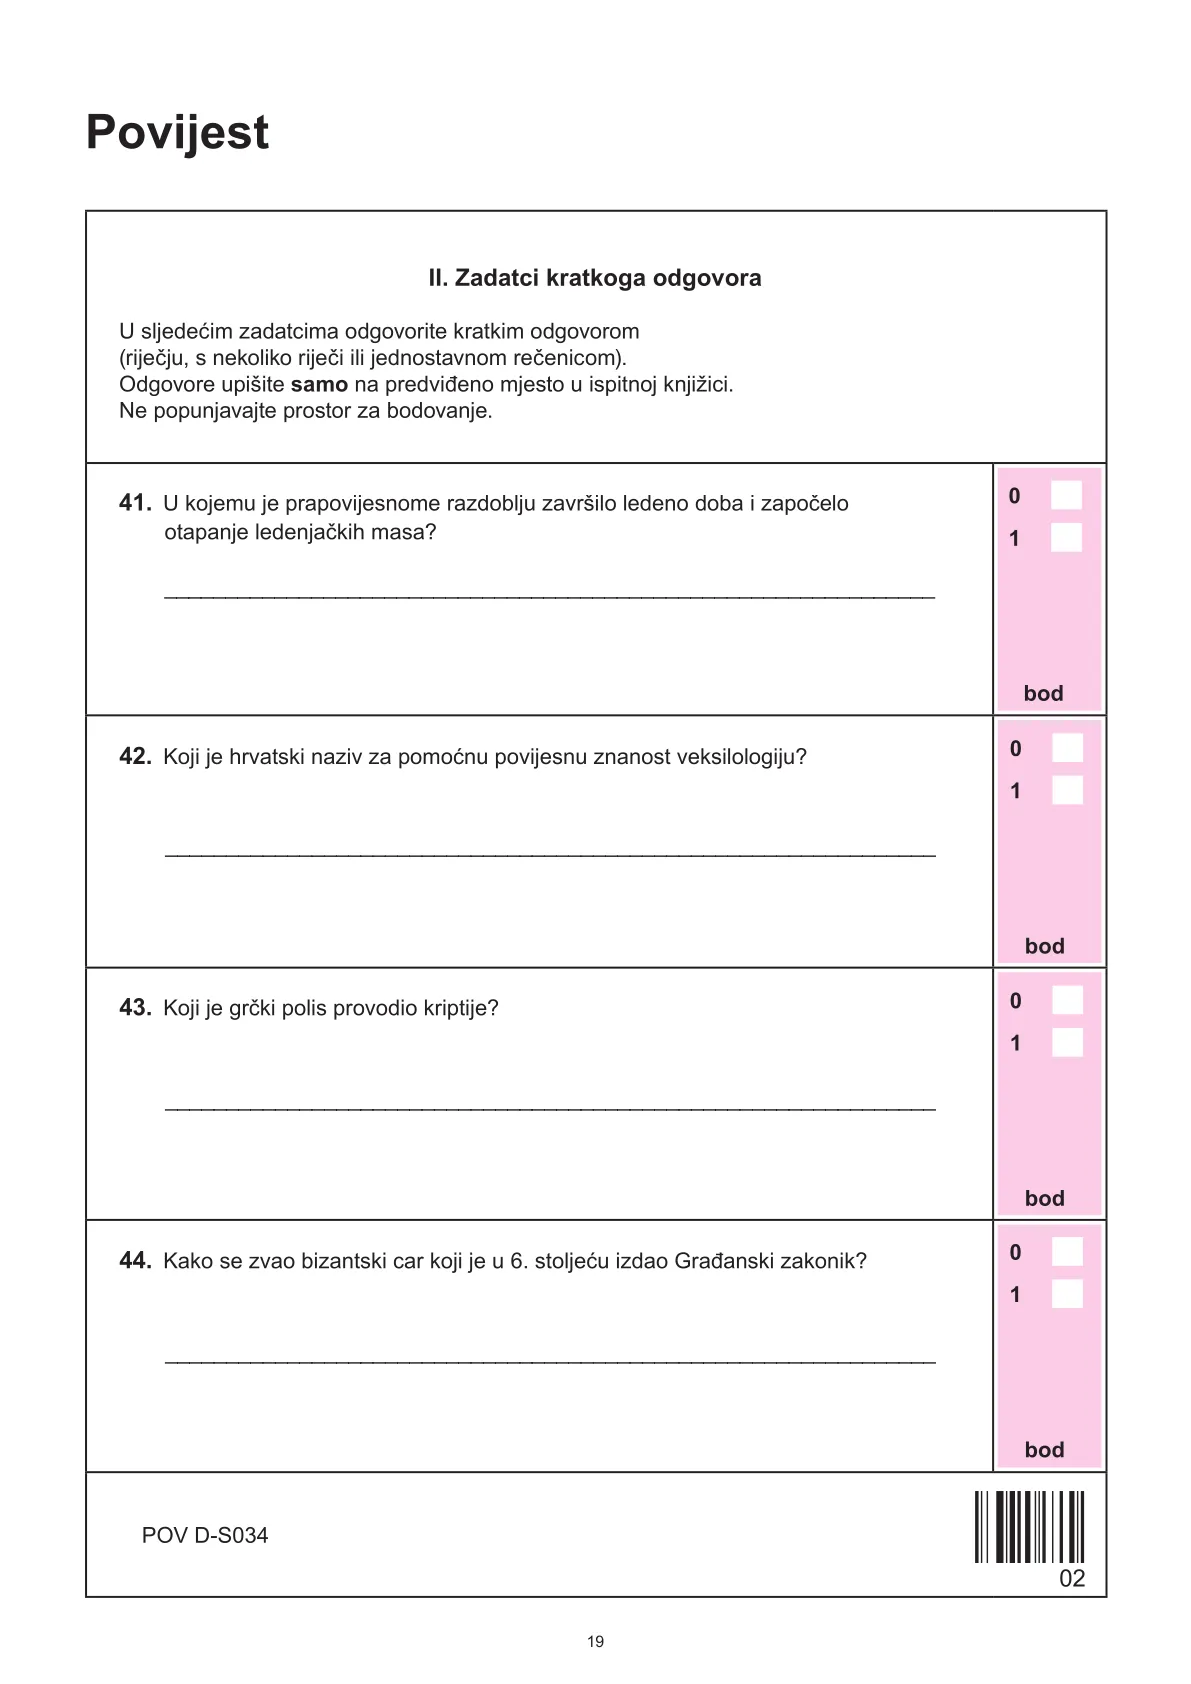 Povijest
II. Zadatci kratkoga odgovora
U sljedećim zadatcima odgovorite kratkim odgovorom
(riječju, s nekoliko riječi ili jednostavnom rečenicom).
Odgovore upišite samo na predviđeno mjesto u ispitnoj knjižici.
Ne popunjavajte prostor za bodovanje.
41. U kojemu je prapovijesnome razdoblju završilo ledeno doba i započelo
otapanje ledenjačkih masa?
0
1
bod
42. Koji je hrvatski naziv za pomoćnu povijesnu znanost veksilologiju?
0
1
bod
43. Koji je grčki polis provodio kriptije?
0
1
bod
44. Kako se zvao bizantski car koji je u 6. stoljeću izdao Građanski zakonik?
0
1
bod
POV D-S034
02
19